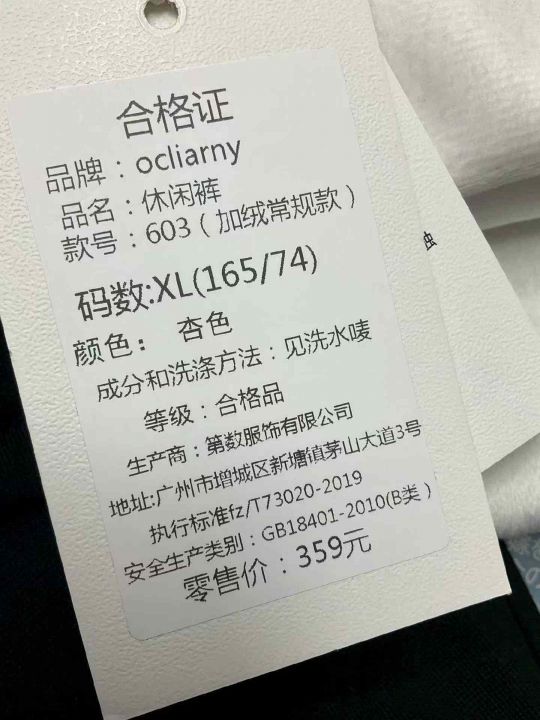 合格证
品牌：ocliarny
品名：休闲裤
款号：603（加绒常规款）
码数:XL(165/74)
颜色： 杏色
成分和洗涤方法：见洗水唛
等级：合格品
生产商：第数服饰有限公司
地址:广州市增城区新塘镇茅山大道3号
执行标准fz/T73020-2019
安全生产类别：GB18401-2010(B类）
零售价：359元